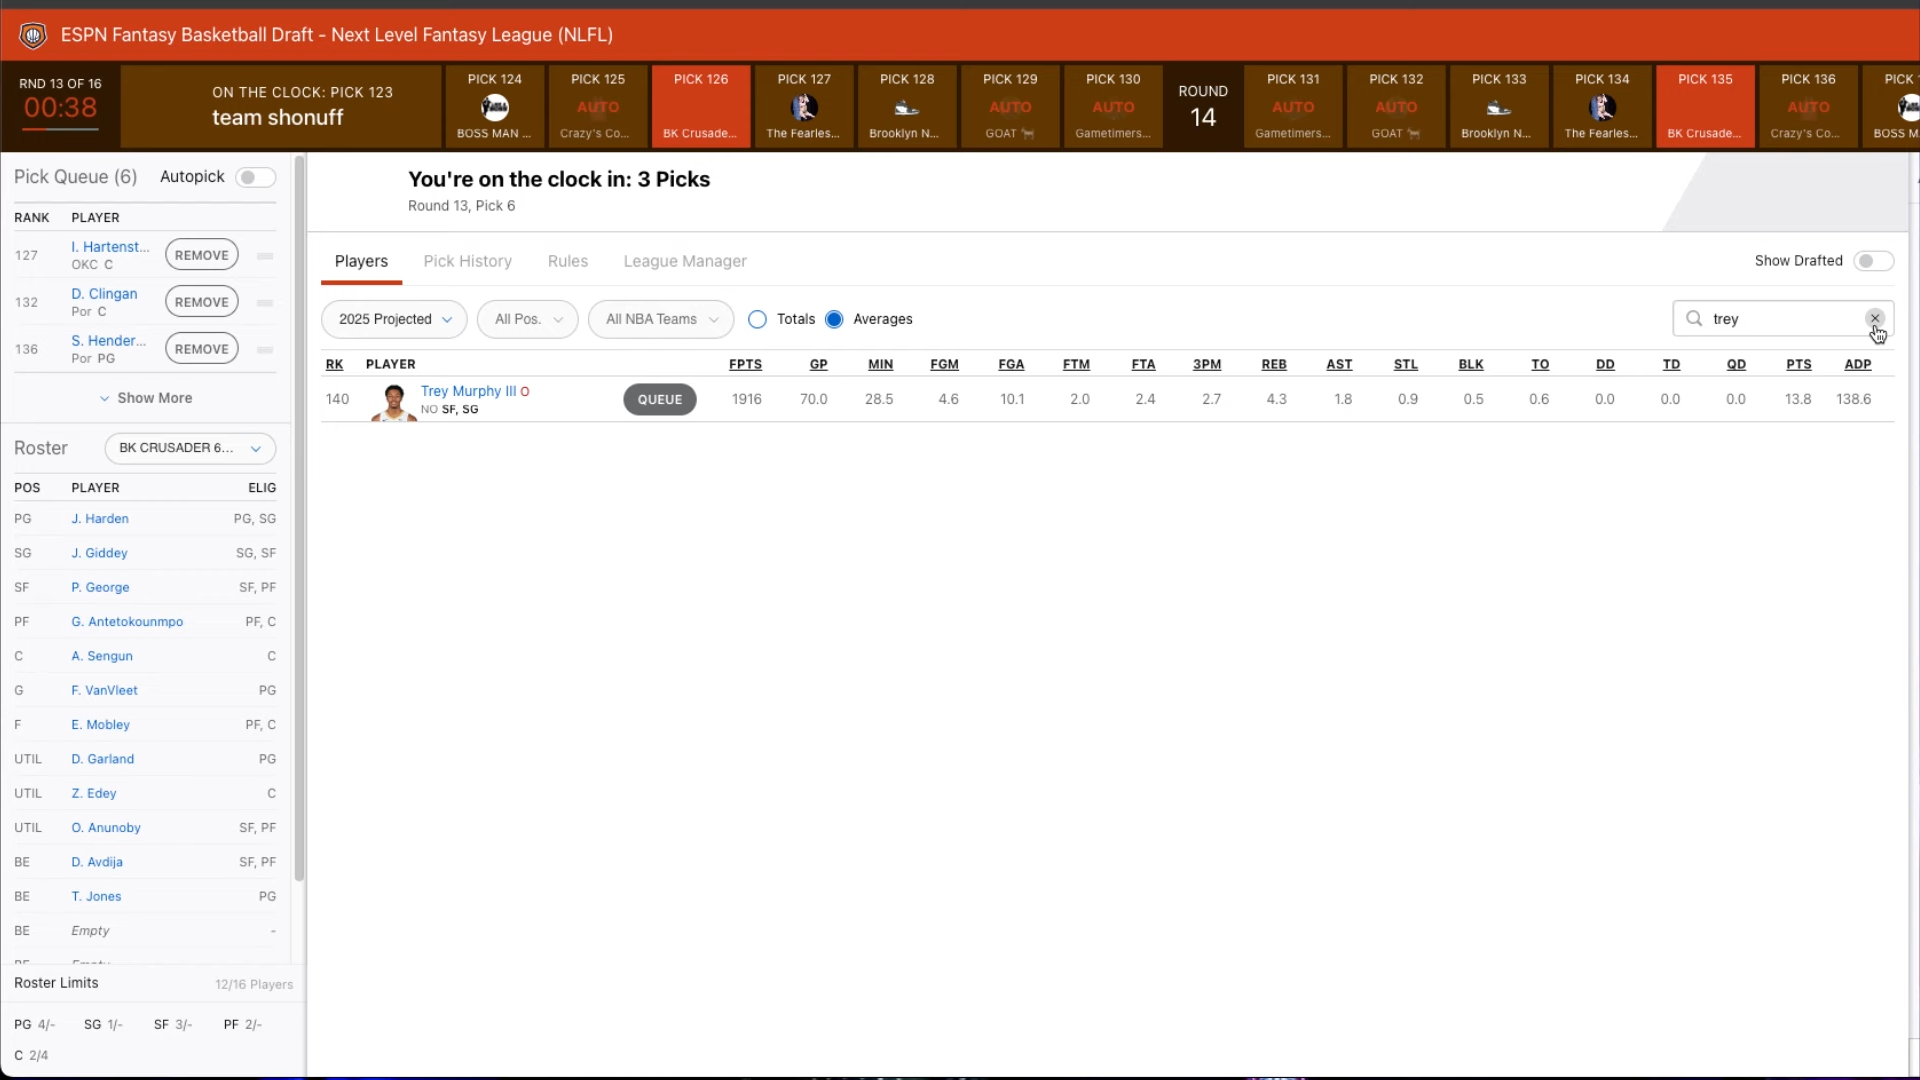 ESPN Fantasy Basketball Draft - Next Level Fantasy League (NLFL)
RND 13 OF 16
00:38
ON THE CLOCK: PICK 123
team shonuff
PICK 124
BOSS MAN ...
PICK 125
AUTO
Crazy's Co...
PICK 126
BK Crusade...
PICK 127
The Fearles...
PICK 128
Brooklyn N...
PICK 129
AUTO
GOAT 🐐
PICK 130
AUTO
Gametimers...
ROUND
14
PICK 131
AUTO
Gametimers...
PICK 132
AUTO
GOAT 🐐
PICK 133
Brooklyn N...
PICK 134
The Fearles...
PICK 135
BK Crusade...
PICK 136
AUTO
Crazy's Co...
PICK
BOSS M
Pick Queue (6) Autopick
RANK PLAYER
127 I. Hartenst... REMOVE
OKC C
132 D. Clingan REMOVE
Por C
136 S. Hender... REMOVE
Por PG
Show More
Roster BK CRUSADER 6...
POS PLAYER ELIG
PG J. Harden PG, SG
SG J. Giddey SG, SF
SF P. George SF, PF
PF G. Antetokounmpo PF, C
C A. Sengun C
G F. VanVleet PG
F E. Mobley PF, C
UTIL D. Garland PG
UTIL Z. Edey C
UTIL O. Anunoby SF, PF
BE D. Avdija SF, PF
BE T. Jones PG
BE Empty -
BE Empty
Roster Limits 12/16 Players
PG 4/- SG 1/- SF 3/- PF 2/-
C 2/4
You're on the clock in: 3 Picks
Round 13, Pick 6
Players Pick History Rules League Manager Show Drafted
2025 Projected All Pos. All NBA Teams Totals Averages trey
RK PLAYER FPTS GP MIN FGM FGA FTM FTA 3PM REB AST STL BLK TO DD TD QD PTS ADP
140 Trey Murphy III O QUEUE 1916 70.0 28.5 4.6 10.1 2.0 2.4 2.7 4.3 1.8 0.9 0.5 0.6 0.0 0.0 0.0 13.8 138.6
NO SF, SG